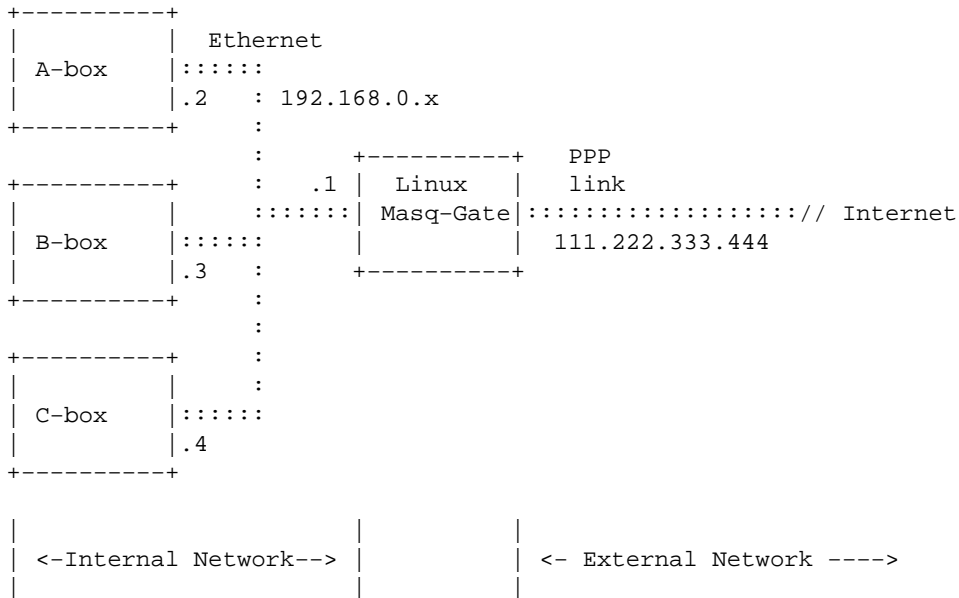 Ethernet
A-box
.2 192.168.0.x
PPP
.1 Linux link
Masq-Gate // Internet
B-box 111.222.333.444
.3
C-box
.4
<-Internal Network--> <- External Network ---->